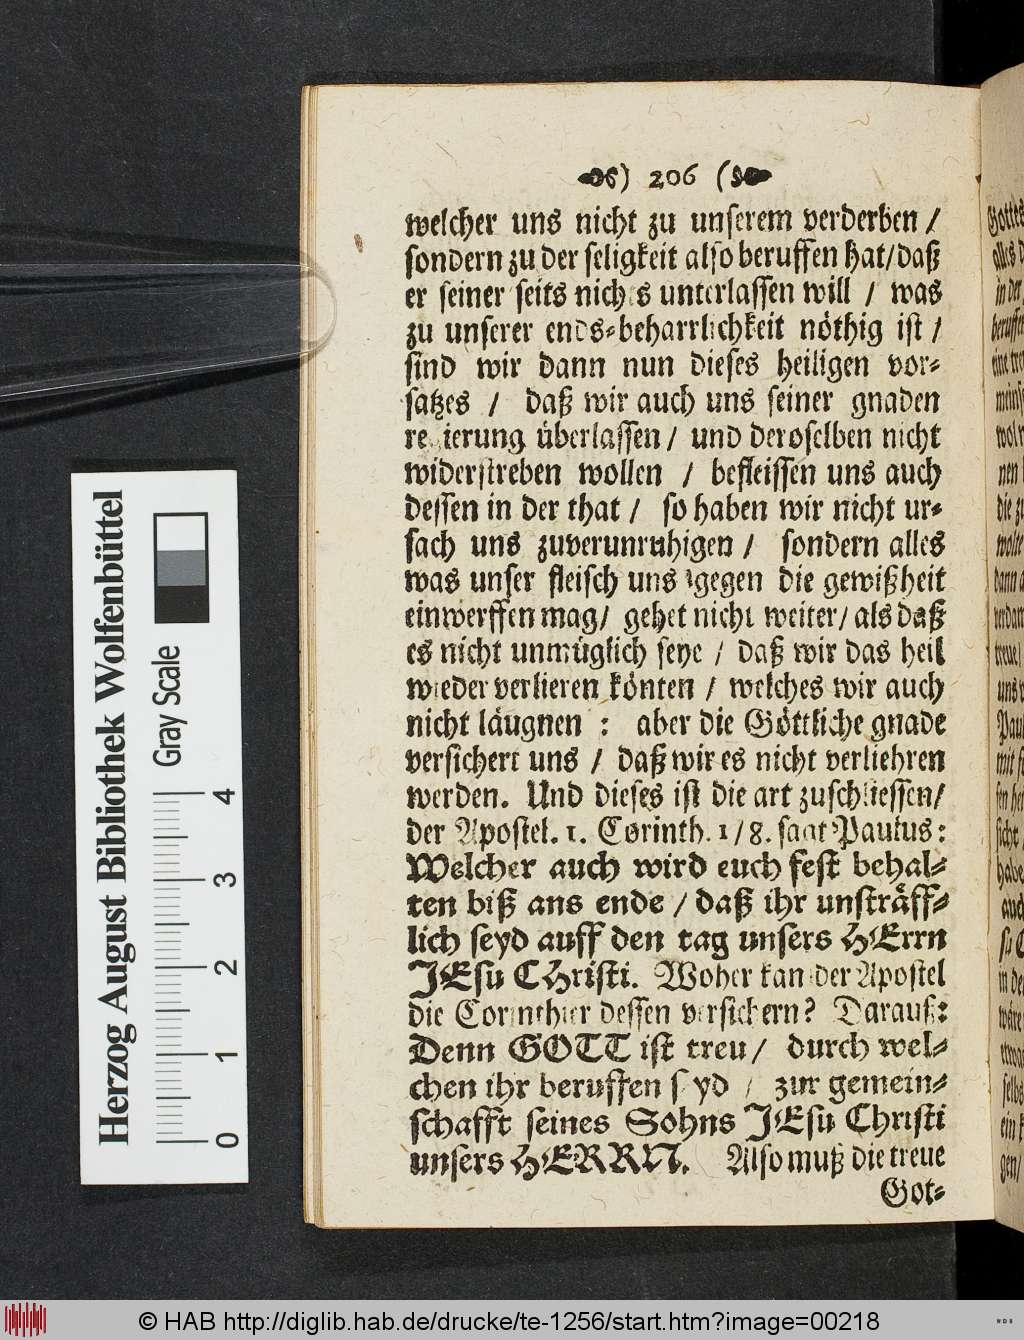 ) 206 (
welcher uns nicht zu unserem verderben /
sondern zu der seligkeit also beruffen hat/daß
er seiner seits nichts unterlassen will / was
zu unserer ends-beharrlichkeit nöthig ist /
sind wir dann nun dieses heiligen vor-
satzes / daß wir auch uns seiner gnaden
regierung überlassen / und deroselben nicht
widerstreben wollen / befleissen uns auch
dessen in der that / so haben wir nicht ur-
sach uns zuverunruhigen / sondern alles
was unser fleisch uns gegen die gewißheit
einwerffen mag / gehet nicht weiter / als daß
es nicht unmüglich seye / daß wir das heil
wieder verlieren könten / welches wir auch
nicht läugnen : aber die Göttliche gnade
versichert uns / daß wir es nicht verliehren
werden. Und dieses ist die art zuschliessen/
der Apostel. 1. Corinth. 1/8. sagt Paulus:
Welcher auch wird euch fest behal-
ten biß ans ende / daß ihr unsträff-
lich seyd auff den tag unsers HErrn
JEsu CHristi. Woher kan der Apostel
die Corinthier dessen versichern? Darauß:
Denn GOTT ist treu / durch wel-
chen ihr beruffen seyd / zur gemein-
schafft seines Sohns JEsu Christi
unsers HERRN. Also muß die treue
Got-
Herzog August Bibliothek Wolfenbüttel
Gray Scale
0 1 2 3 4
© HAB http://diglib.hab.de/drucke/te-1256/start.htm?image=00218